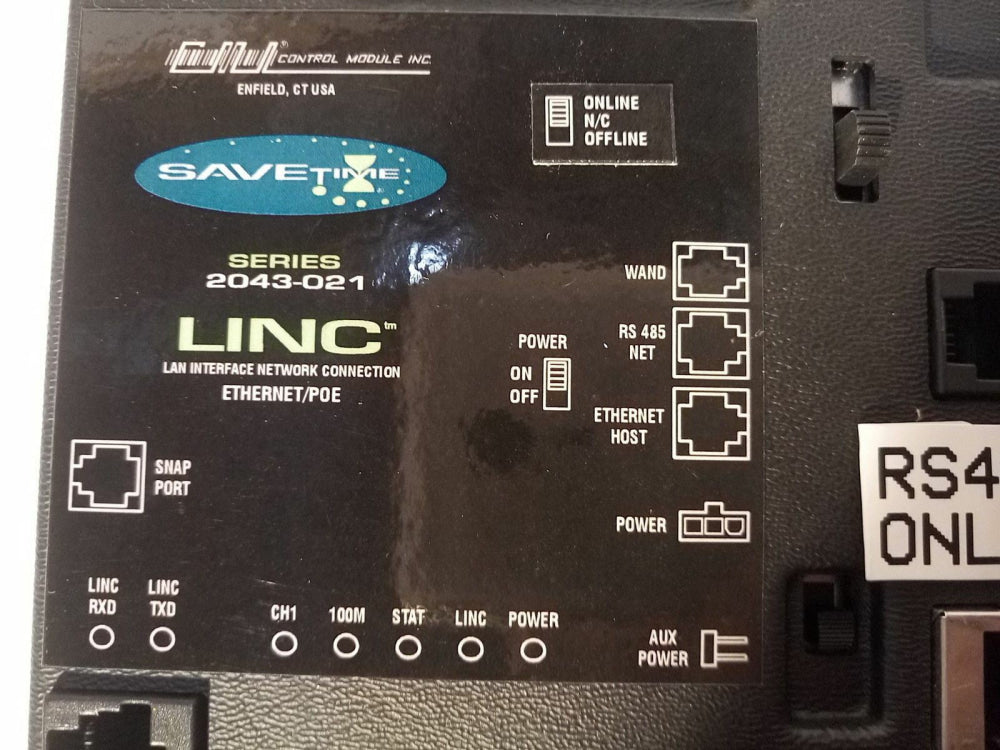 CMI® CONTROL MODULE INC.
ENFIELD, CT USA
ONLINE
N/C
OFFLINE
SAVETIME
SERIES
2043-021
LINC™
LAN INTERFACE NETWORK CONNECTION
ETHERNET/POE
WAND
RS 485
NET
POWER
ON
OFF
ETHERNET
HOST
SNAP
PORT
POWER
RS4
ONL
LINC
RXD
LINC
TXD
CH1
100M
STAT
LINC
POWER
AUX
POWER